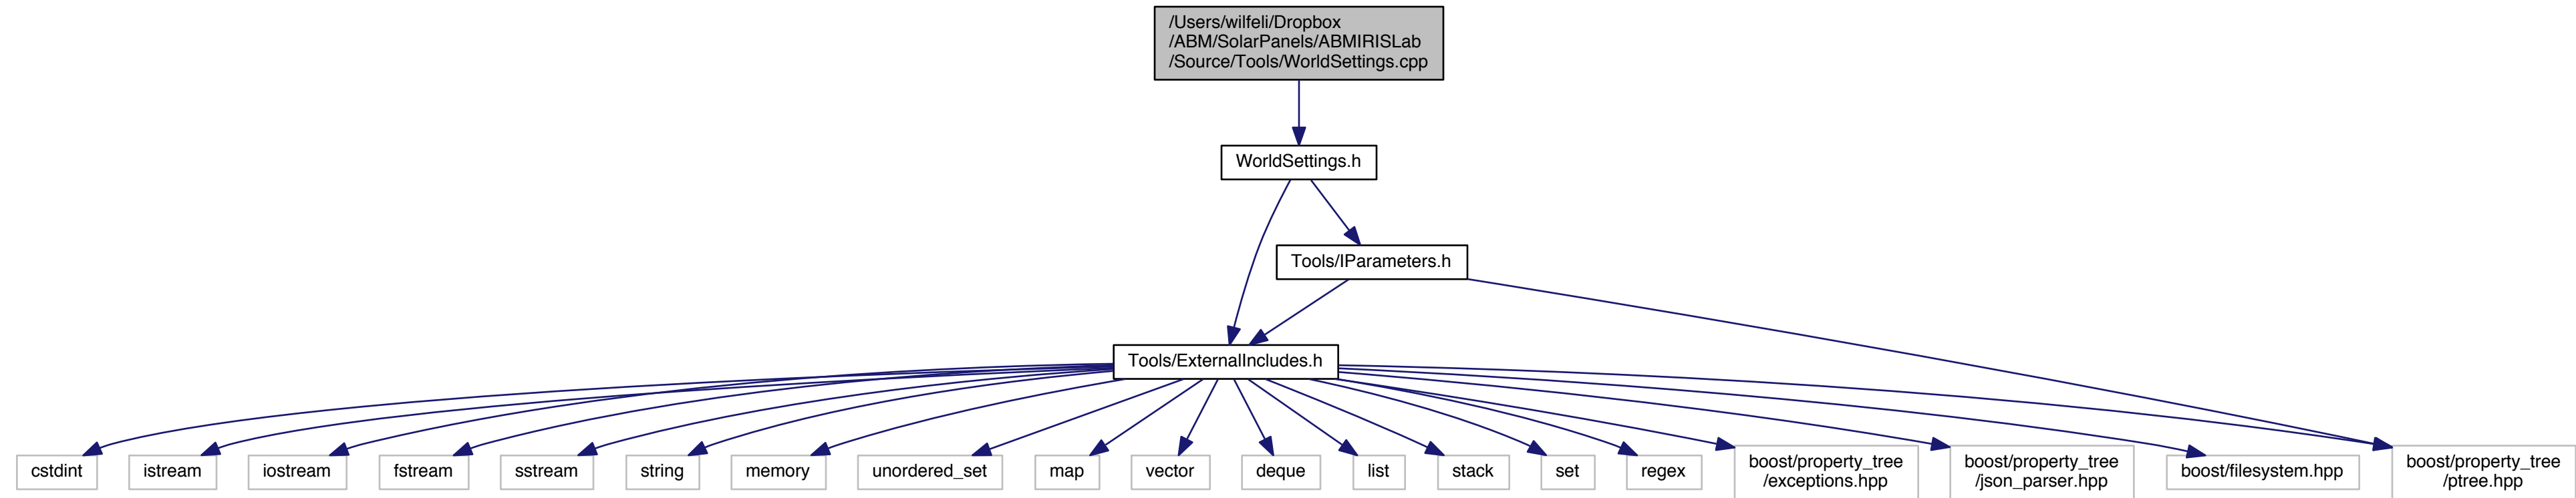 /Users/wilfeli/Dropbox
/ABM/SolarPanels/ABMIRISLab
/Source/Tools/WorldSettings.cpp
WorldSettings.h
Tools/IParameters.h
Tools/ExternalIncludes.h
cstdint
istream
iostream
fstream
sstream
string
memory
unordered_set
map
vector
deque
list
stack
set
regex
boost/property_tree
/exceptions.hpp
boost/property_tree
/json_parser.hpp
boost/filesystem.hpp
boost/property_tree
/ptree.hpp